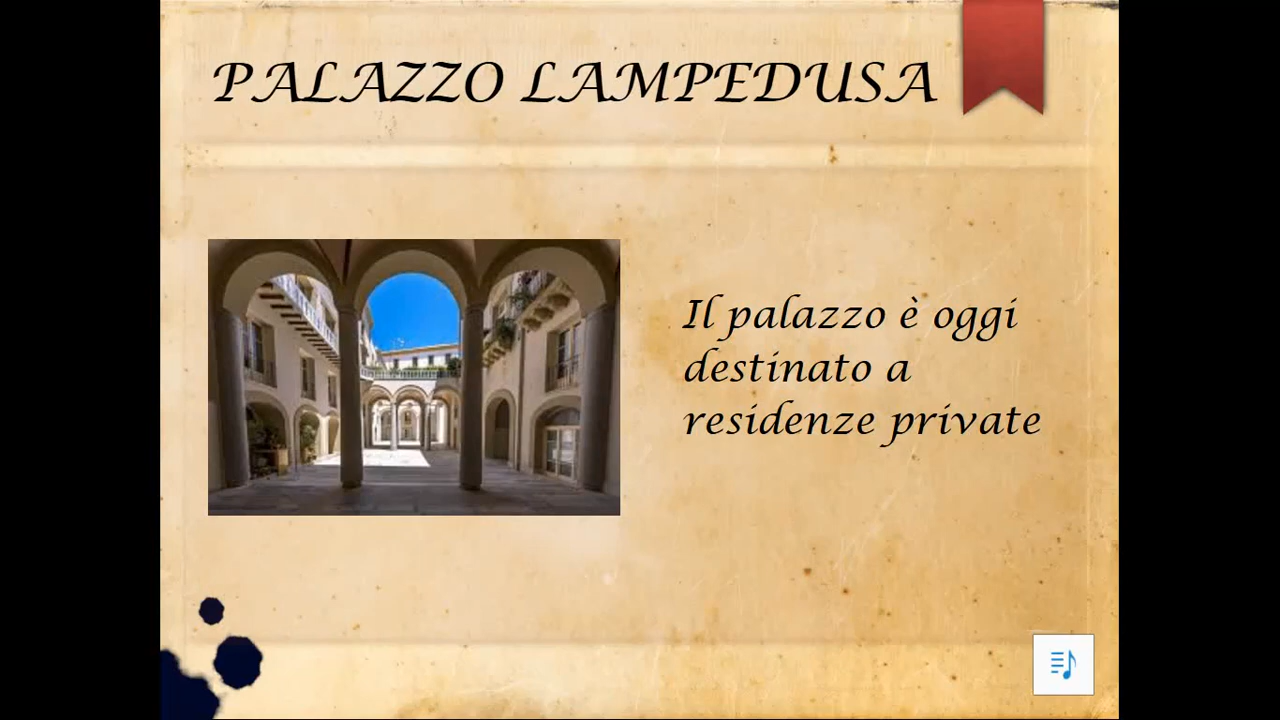 PALAZZO LAMPEDUSA
Il palazzo è oggi
destinato a
residenze private